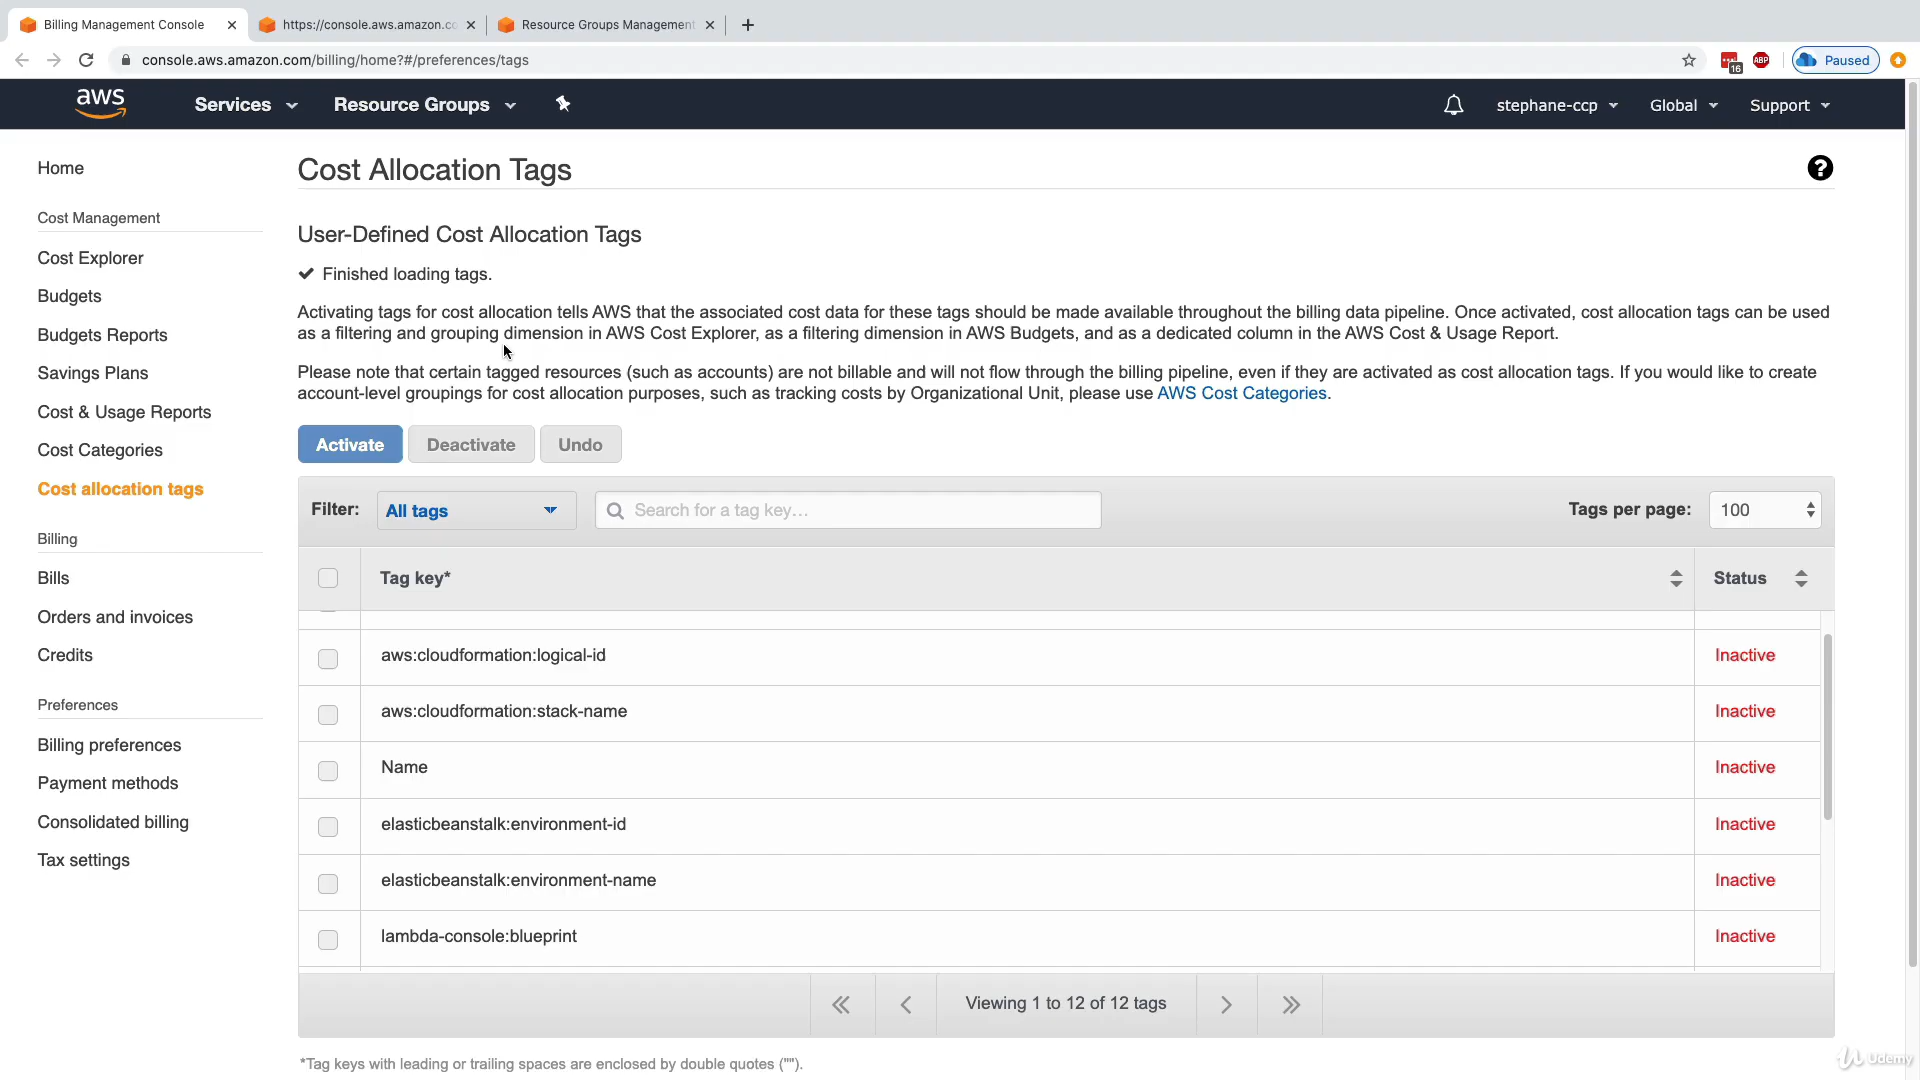 Billing Management Console
https://console.aws.amazon.co
Resource Groups Management
console.aws.amazon.com/billing/home?#/preferences/tags
16
ABP
Paused
aws
Services
Resource Groups
stephane-ccp
Global
Support
Home
Cost Management
Cost Explorer
Budgets
Budgets Reports
Savings Plans
Cost & Usage Reports
Cost Categories
Cost allocation tags
Billing
Bills
Orders and invoices
Credits
Preferences
Billing preferences
Payment methods
Consolidated billing
Tax settings
Cost Allocation Tags
?
User-Defined Cost Allocation Tags
Finished loading tags.
Activating tags for cost allocation tells AWS that the associated cost data for these tags should be made available throughout the billing data pipeline. Once activated, cost allocation tags can be used
as a filtering and grouping dimension in AWS Cost Explorer, as a filtering dimension in AWS Budgets, and as a dedicated column in the AWS Cost & Usage Report.
Please note that certain tagged resources (such as accounts) are not billable and will not flow through the billing pipeline, even if they are activated as cost allocation tags. If you would like to create
account-level groupings for cost allocation purposes, such as tracking costs by Organizational Unit, please use AWS Cost Categories.
Activate
Deactivate
Undo
Filter:
All tags
Search for a tag key…
Tags per page:
100
Tag key*
Status
aws:cloudformation:logical-id
Inactive
aws:cloudformation:stack-name
Inactive
Name
Inactive
elasticbeanstalk:environment-id
Inactive
elasticbeanstalk:environment-name
Inactive
lambda-console:blueprint
Inactive
Viewing 1 to 12 of 12 tags
*Tag keys with leading or trailing spaces are enclosed by double quotes ("").
Udemy